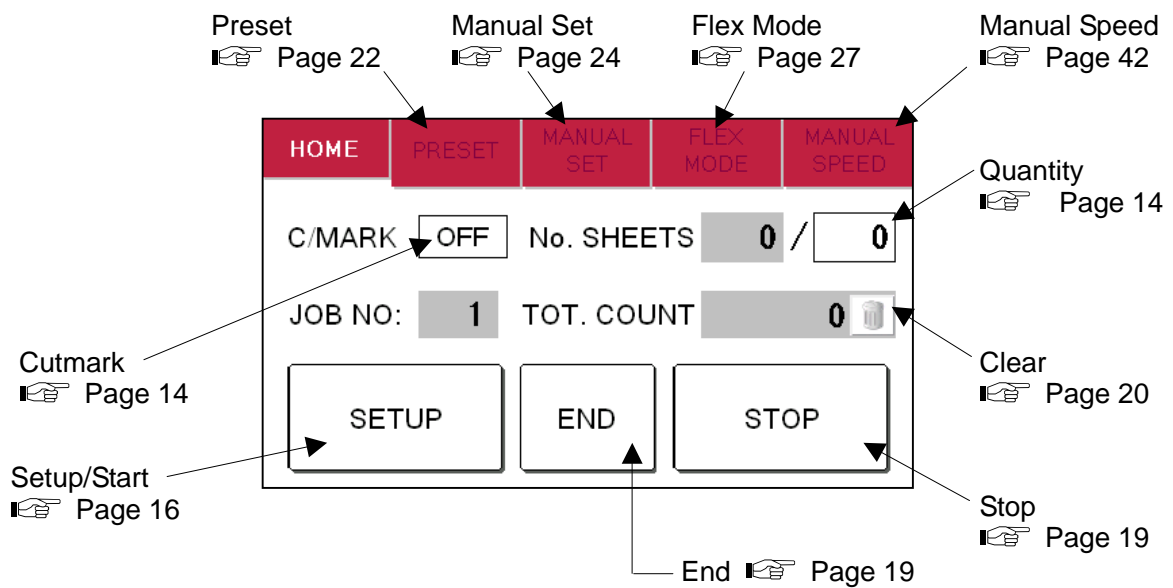 Preset
Page 22
Manual Set
Page 24
Flex Mode
Page 27
Manual Speed
Page 42
HOME
PRESET
MANUAL
SET
FLEX
MODE
MANUAL
SPEED
Quantity
Page 14
C/MARK OFF No. SHEETS 0 / 0
JOB NO: 1 TOT. COUNT 0
Cutmark
Page 14
Clear
Page 20
SETUP END STOP
Setup/Start
Page 16
Stop
Page 19
End Page 19